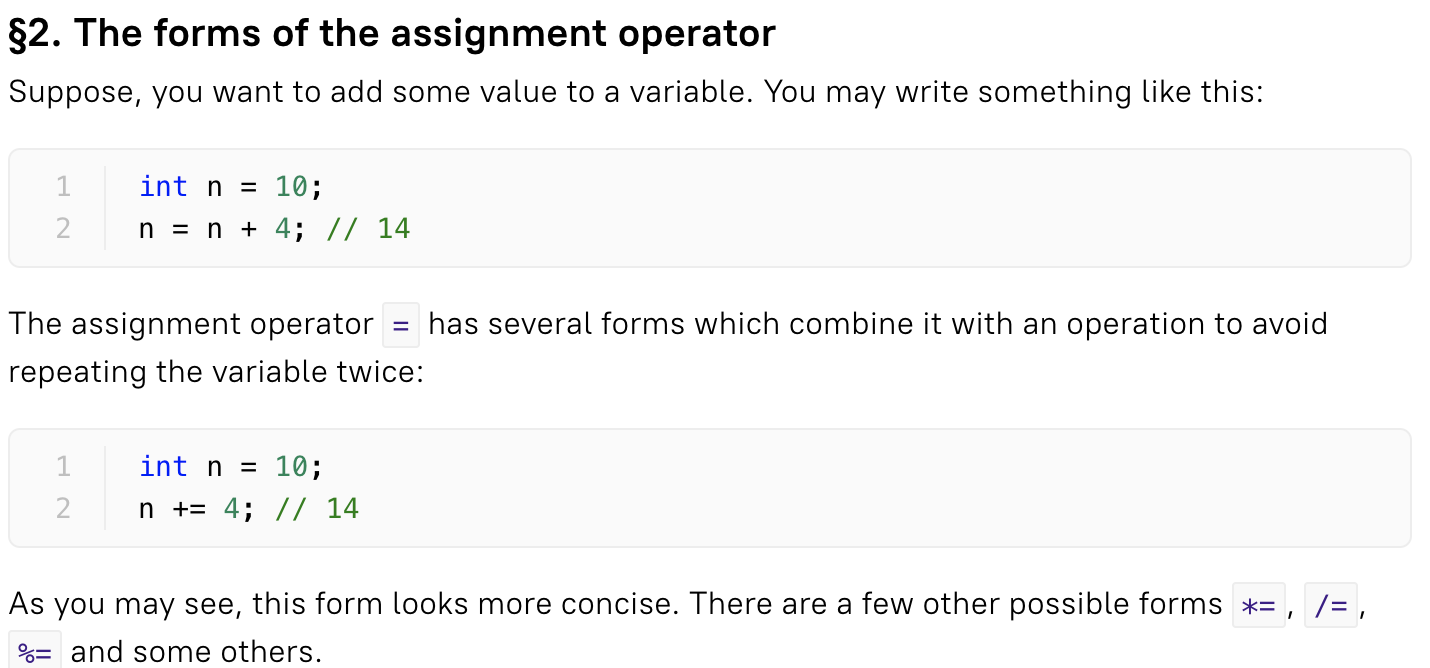 §2. The forms of the assignment operator
Suppose, you want to add some value to a variable. You may write something like this:
1 int n = 10;
2 n = n + 4; // 14
The assignment operator = has several forms which combine it with an operation to avoid
repeating the variable twice:
1 int n = 10;
2 n += 4; // 14
As you may see, this form looks more concise. There are a few other possible forms *=, /=,
%= and some others.